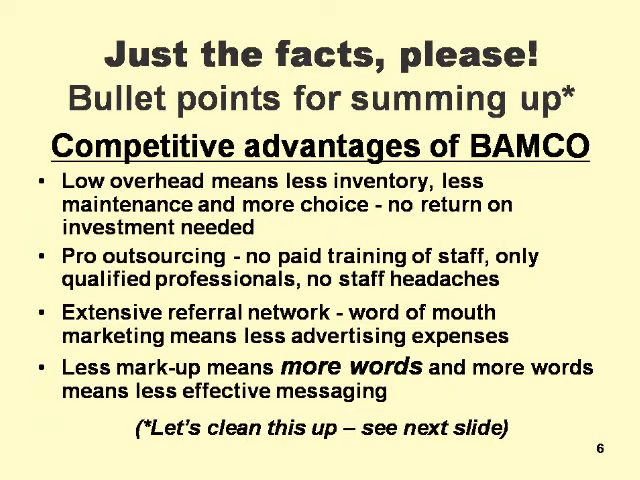 Just the facts, please!
Bullet points for summing up*
Competitive advantages of BAMCO
• Low overhead means less inventory, less
maintenance and more choice - no return on
investment needed
• Pro outsourcing - no paid training of staff, only
qualified professionals, no staff headaches
• Extensive referral network - word of mouth
marketing means less advertising expenses
• Less mark-up means more words and more words
means less effective messaging
(*Let’s clean this up – see next slide)
6